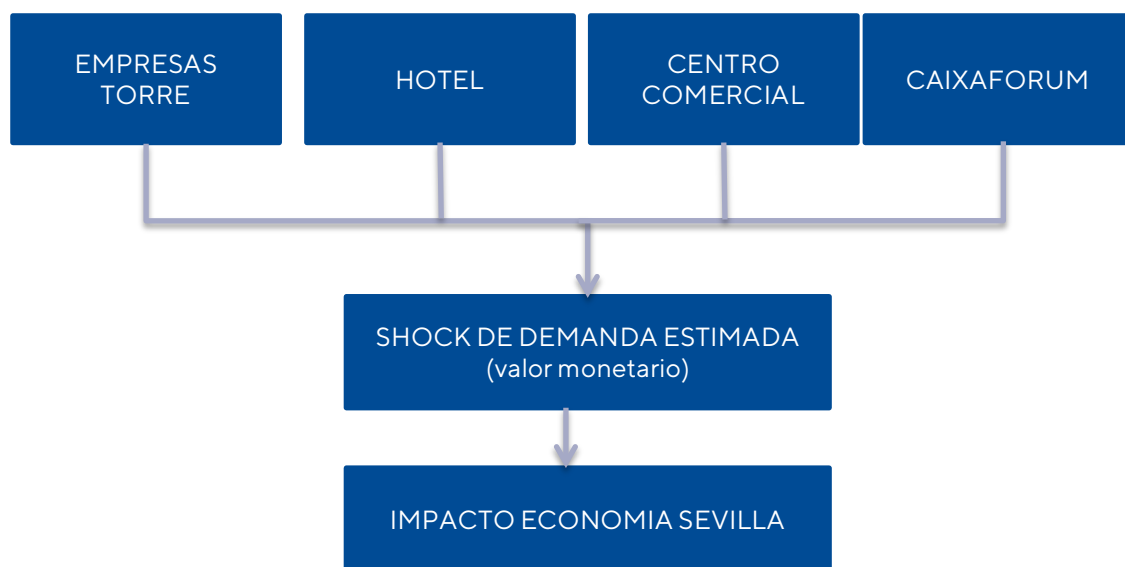 EMPRESAS
TORRE
HOTEL
CENTRO
COMERCIAL
CAIXAFORUM
SHOCK DE DEMANDA ESTIMADA
(valor monetario)
IMPACTO ECONOMIA SEVILLA